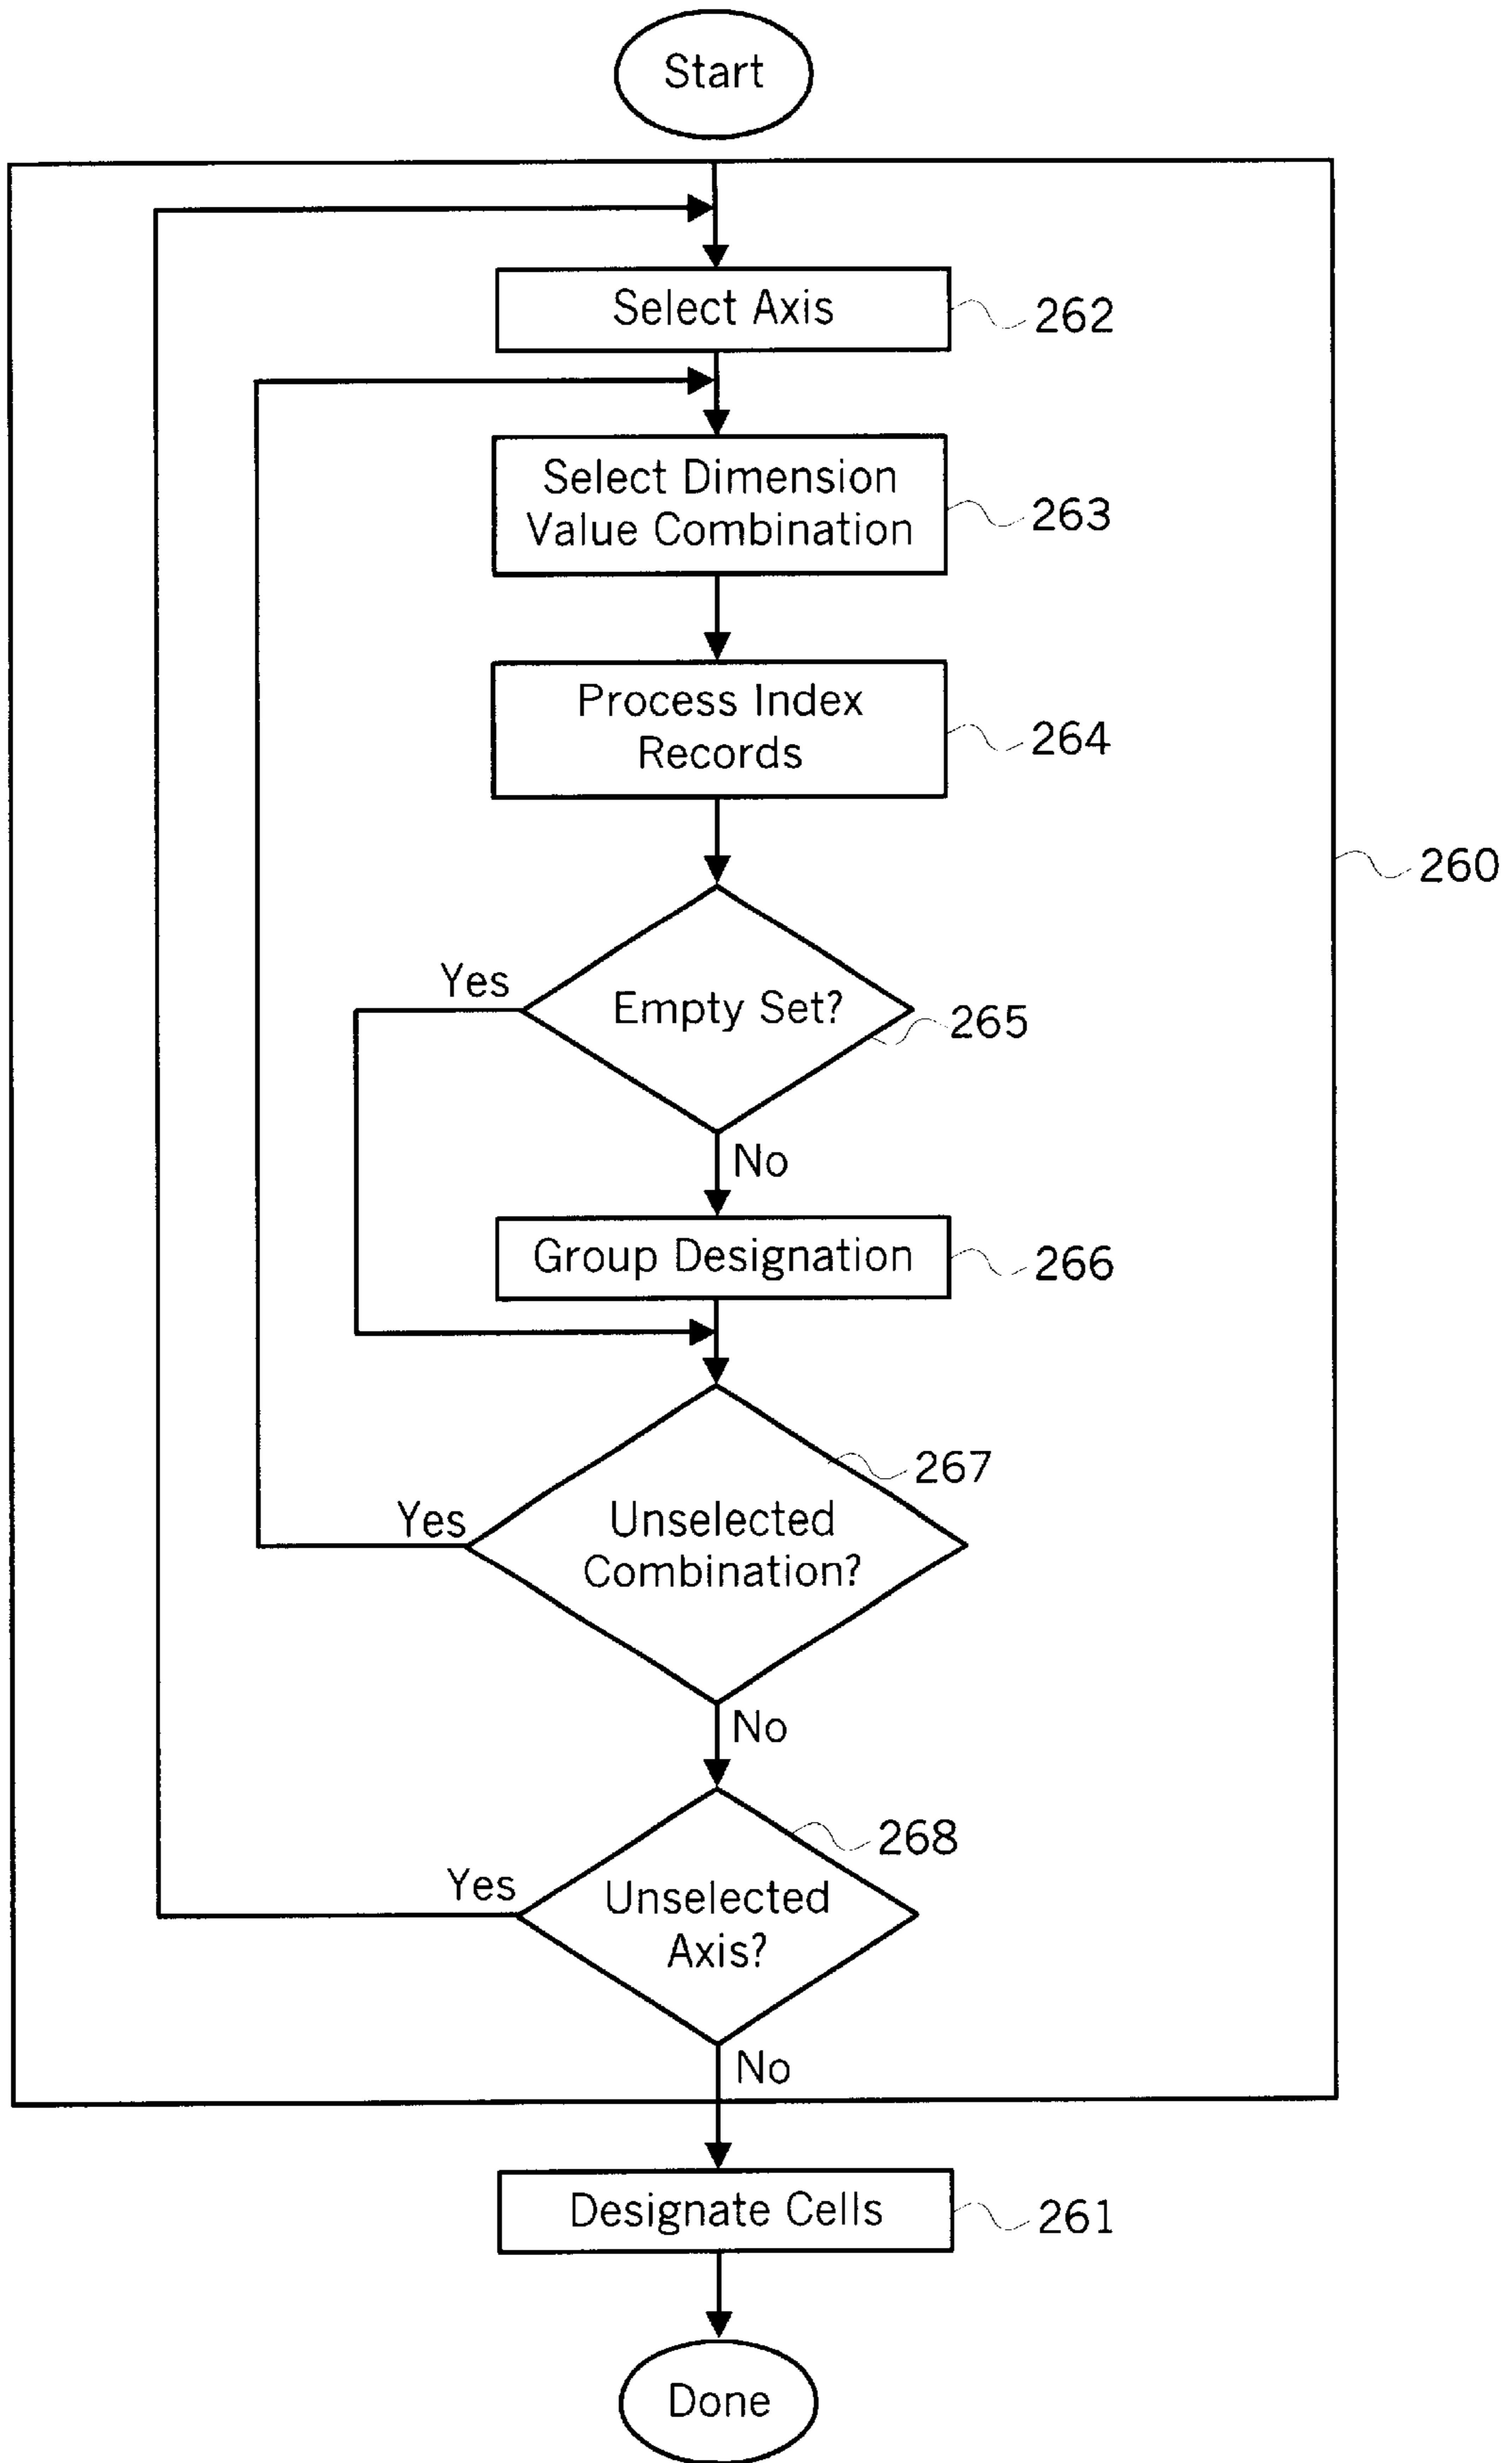 Start
Select Axis
262
Select Dimension
Value Combination
263
Process Index
Records
264
260
Yes
Empty Set?
265
No
Group Designation
266
267
Yes
Unselected
Combination?
No
268
Yes
Unselected
Axis?
No
Designate Cells
261
Done